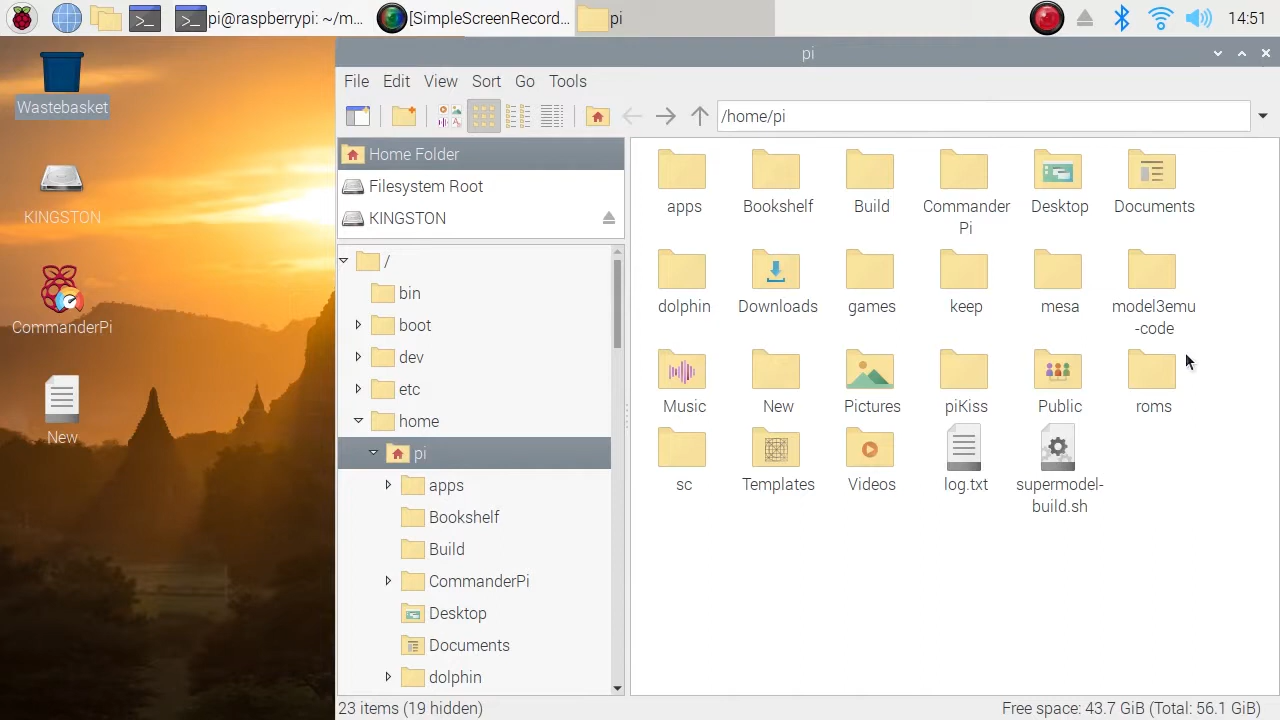 pi@raspberrypi: ~/m...
[SimpleScreenRecord...
pi
14:51
Wastebasket
KINGSTON
CommanderPi
New
pi
File Edit View Sort Go Tools
/home/pi
Home Folder
Filesystem Root
KINGSTON
/
bin
boot
dev
etc
home
pi
apps
Bookshelf
Build
CommanderPi
Desktop
Documents
dolphin
apps
Bookshelf
Build
Commander
Pi
Desktop
Documents
dolphin
Downloads
games
keep
mesa
model3emu
-code
Music
New
Pictures
piKiss
Public
roms
sc
Templates
Videos
log.txt
supermodel-
build.sh
23 items (19 hidden)
Free space: 43.7 GiB (Total: 56.1 GiB)